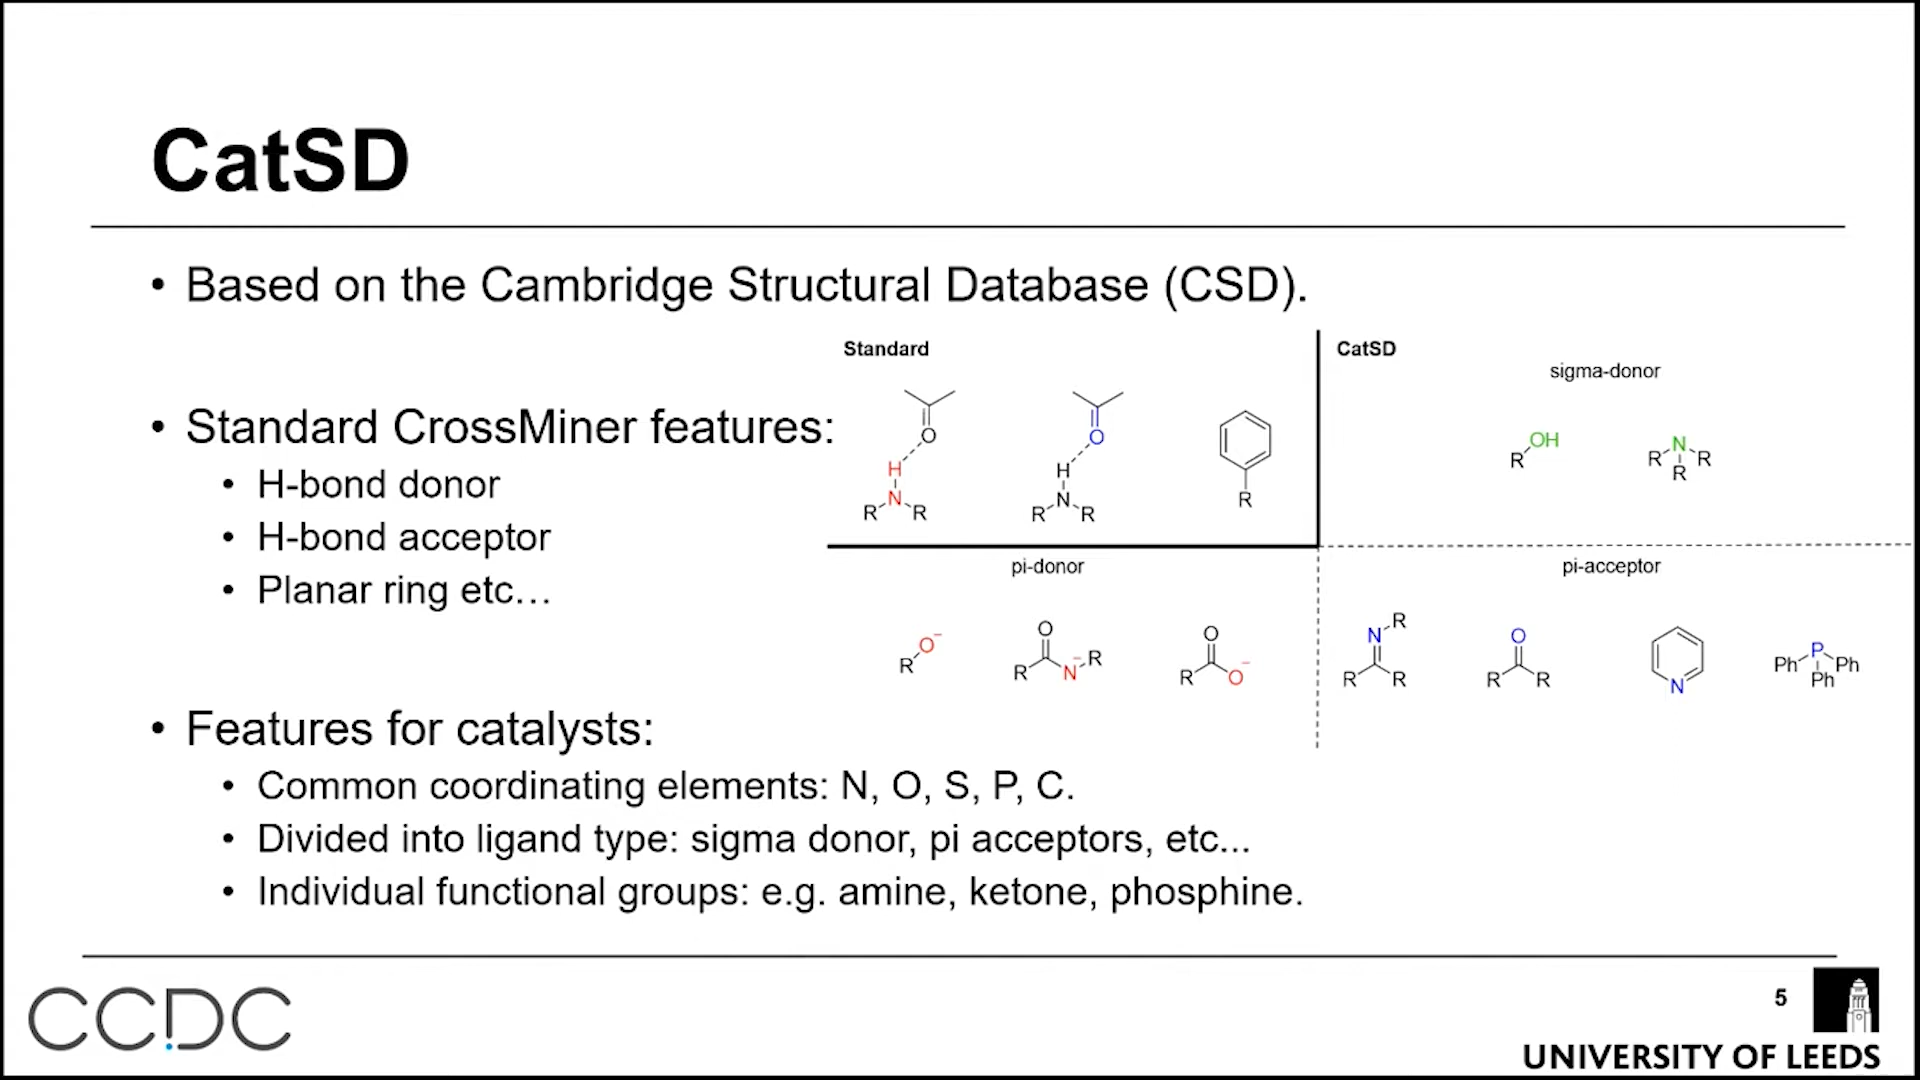 CatSD
• Based on the Cambridge Structural Database (CSD).
• Standard CrossMiner features:
• H-bond donor
• H-bond acceptor
• Planar ring etc…
Standard
O
H
N
R R
O
H
N
R R
R
CatSD
sigma-donor
R OH
R N R
R
pi-donor
R O⁻
O
R N⁻ R
O
R O⁻
pi-acceptor
N R
R R
O
R R
N
Ph P Ph
Ph
• Features for catalysts:
• Common coordinating elements: N, O, S, P, C.
• Divided into ligand type: sigma donor, pi acceptors, etc...
• Individual functional groups: e.g. amine, ketone, phosphine.
CCDC
5
UNIVERSITY OF LEEDS